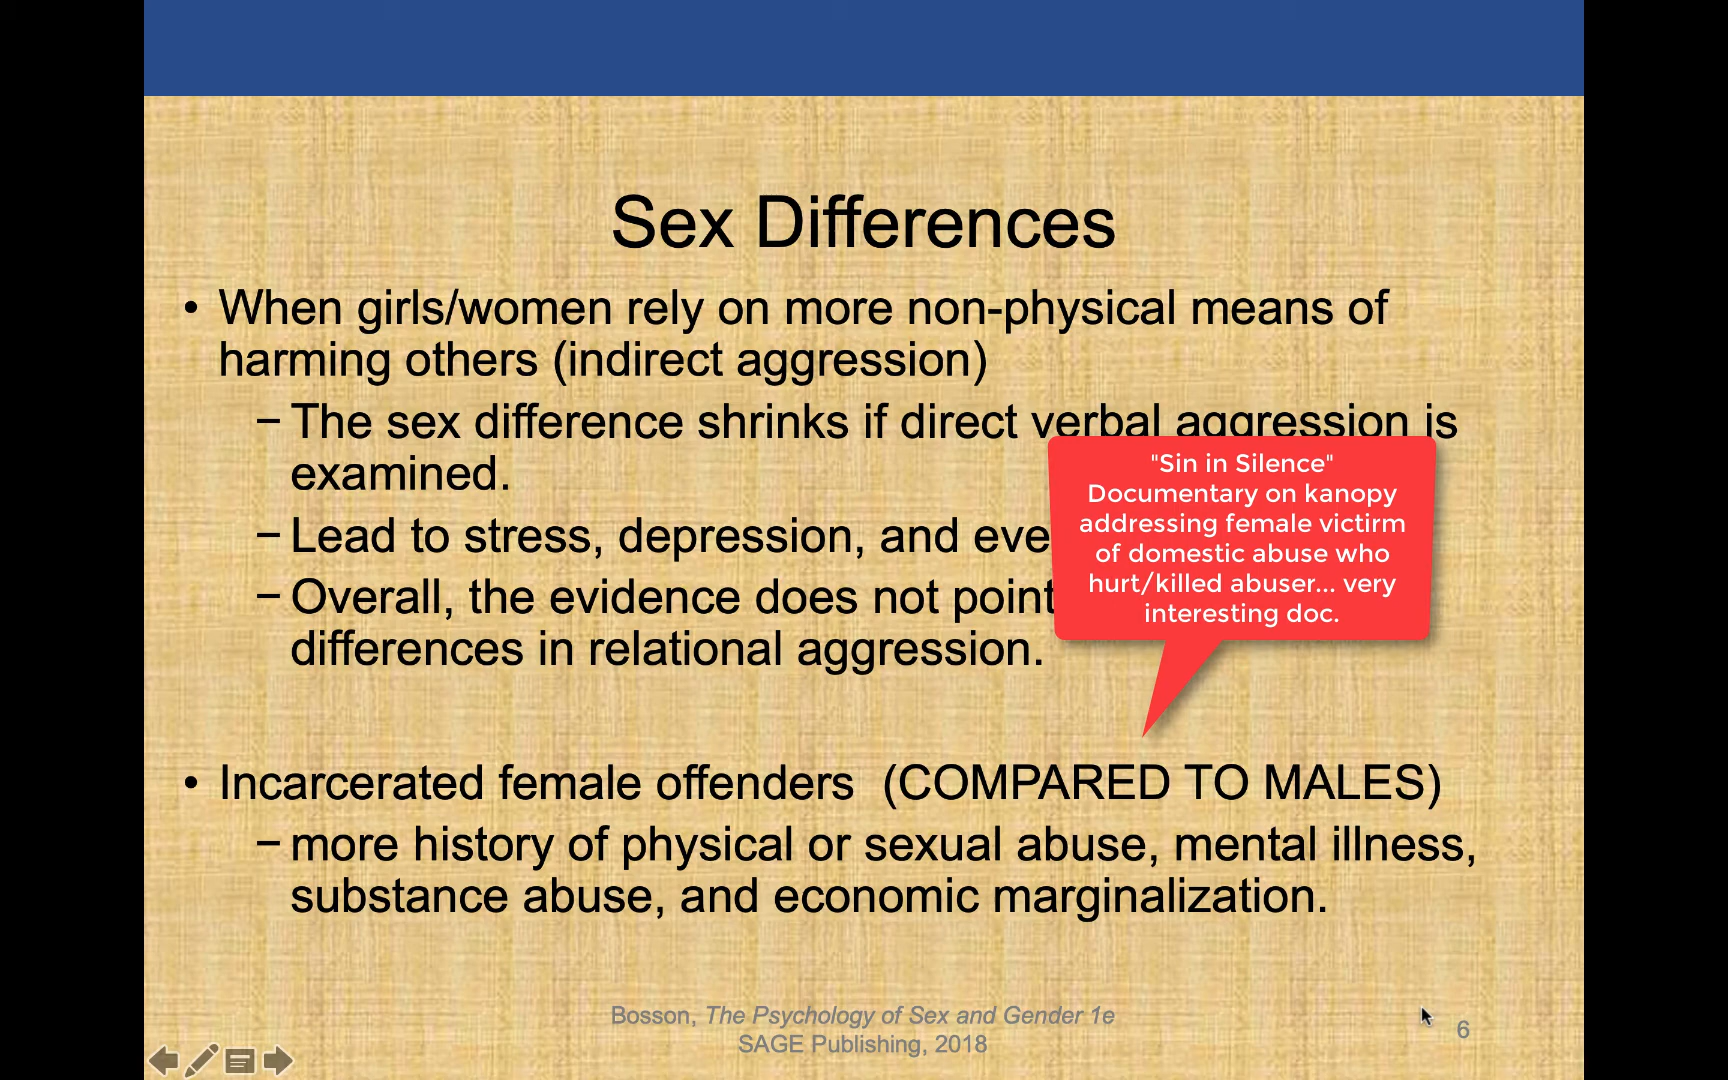 Sex Differences
• When girls/women rely on more non-physical means of
harming others (indirect aggression)
– The sex difference shrinks if direct verbal aggression is
examined.
– Lead to stress, depression, and eve
– Overall, the evidence does not point
differences in relational aggression.
"Sin in Silence"
Documentary on kanopy
addressing female victirm
of domestic abuse who
hurt/killed abuser... very
interesting doc.
• Incarcerated female offenders (COMPARED TO MALES)
– more history of physical or sexual abuse, mental illness,
substance abuse, and economic marginalization.
Bosson, The Psychology of Sex and Gender 1e
SAGE Publishing, 2018
6